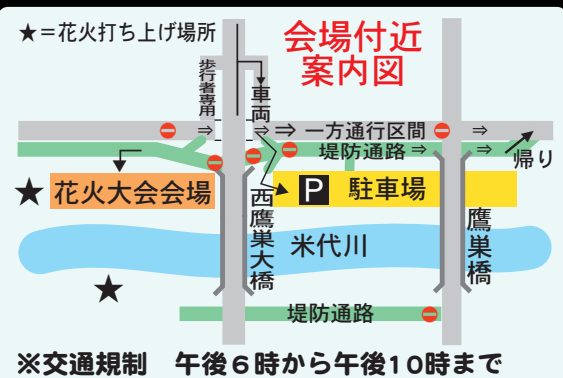 ★＝花火打ち上げ場所
会場付近
案内図
歩行者専用
車両
⇒ ⇒ ⇒ 一方通行区間 ⇒
堤防通路⇒ ⇒
帰り
★ 花火大会会場
P 駐車場
西鷹巣大橋
米代川
鷹巣橋
★
堤防通路
※交通規制 午後６時から午後10時まで